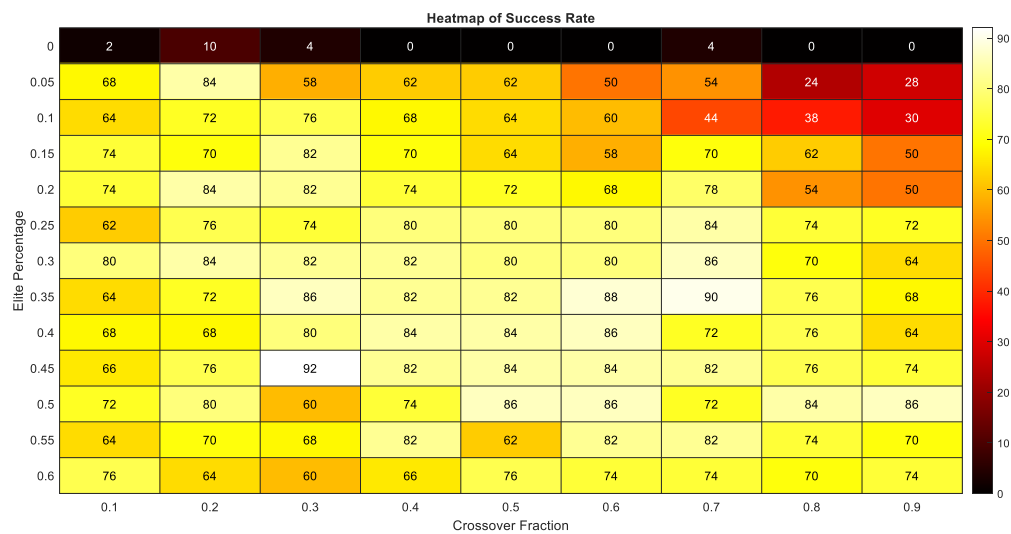 Heatmap of Success Rate
0 2 10 4 0 0 0 4 0 0
0.05 68 84 58 62 62 50 54 24 28
0.1 64 72 76 68 64 60 44 38 30
0.15 74 70 82 70 64 58 70 62 50
0.2 74 84 82 74 72 68 78 54 50
0.25 62 76 74 80 80 80 84 74 72
0.3 80 84 82 82 80 80 86 70 64
0.35 64 72 86 82 82 88 90 76 68
0.4 68 68 80 84 84 86 72 76 64
0.45 66 76 92 82 84 84 82 76 74
0.5 72 80 60 74 86 86 72 84 86
0.55 64 70 68 82 62 82 82 74 70
0.6 76 64 60 66 76 74 74 70 74
0.1 0.2 0.3 0.4 0.5 0.6 0.7 0.8 0.9
Crossover Fraction
Elite Percentage
90
80
70
60
50
40
30
20
10
0